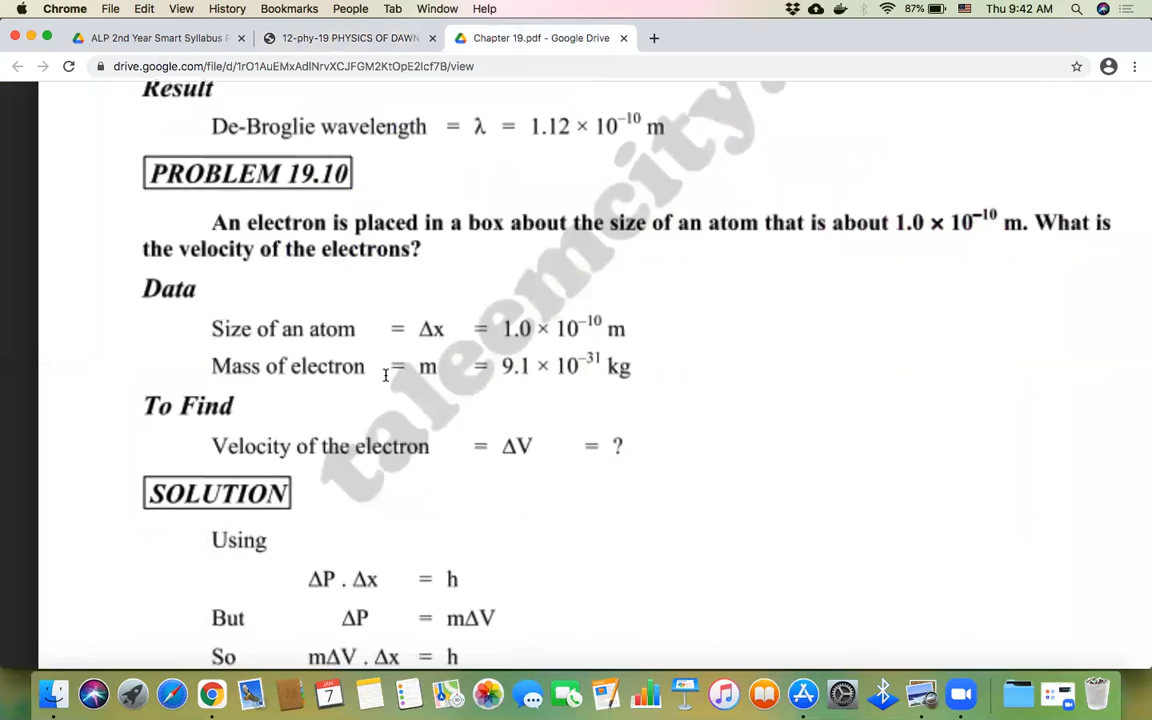 Chrome File Edit View History Bookmarks People Tab Window Help 87% Thu 9:42 AM
ALP 2nd Year Smart Syllabus 12-phy-19 PHYSICS OF DAWN Chapter 19.pdf - Google Drive
drive.google.com/file/d/1rO1AuEMxAdlNrvXCJFGM2KtOpE2Icf7B/view
Result
De-Broglie wavelength = λ = 1.12 × 10⁻¹⁰ m
PROBLEM 19.10
An electron is placed in a box about the size of an atom that is about 1.0 × 10⁻¹⁰ m. What is
the velocity of the electrons?
Data
Size of an atom = Δx = 1.0 × 10⁻¹⁰ m
Mass of electron = m = 9.1 × 10⁻³¹ kg
To Find
Velocity of the electron = ΔV = ?
SOLUTION
Using
ΔP . Δx = h
But ΔP = mΔV
So mΔV . Δx = h
taleemcity.
JAN
7